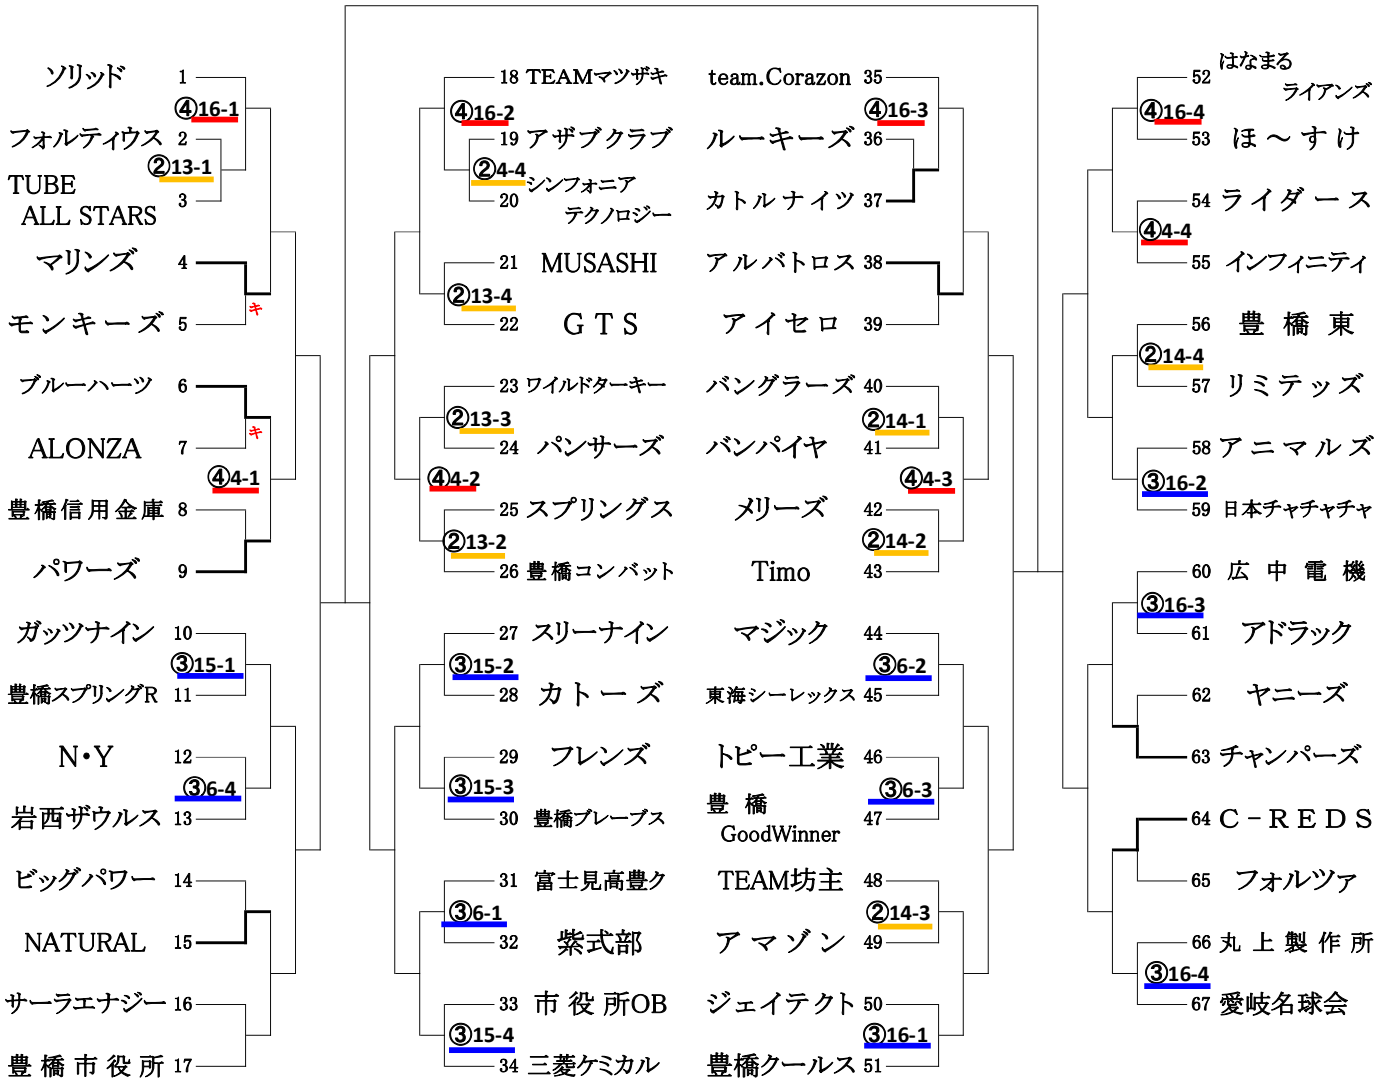 ソリッド 1
④16-1
フォルティウス 2
②13-1
TUBE
ALL STARS 3
マリンズ 4
キ
モンキーズ 5
ブルーハーツ 6
キ
ALONZA 7
④4-1
豊橋信用金庫 8
パワーズ 9
ガッツナイン 10
③15-1
豊橋スプリングR 11
N・Y 12
③6-4
岩西ザウルス 13
ビッグパワー 14
NATURAL 15
サーラエナジー 16
豊橋市役所 17
18 TEAMマツザキ
④16-2
19 アザブクラブ
②4-4
シンフォニア
20 テクノロジー
21 MUSASHI
②13-4
22 GTS
23 ワイルドターキー
②13-3
24 パンサーズ
④4-2
25 スプリングス
②13-2
26 豊橋コンバット
27 スリーナイン
③15-2
28 カトーズ
29 フレンズ
③15-3
30 豊橋ブレーブス
31 富士見高豊ク
③6-1
32 紫式部
33 市役所OB
③15-4
34 三菱ケミカル
team.Corazon 35
④16-3
ルーキーズ 36
カトルナイツ 37
アルバトロス 38
アイセロ 39
バングラーズ 40
②14-1
バンパイヤ 41
④4-3
メリーズ 42
②14-2
Timo 43
マジック 44
③6-2
東海シーレックス 45
トピー工業 46
③6-3
豊橋
GoodWinner 47
TEAM坊主 48
②14-3
アマゾン 49
ジェイテクト 50
③16-1
豊橋クールス 51
52 はなまる
ライアンズ
④16-4
53 ほ～すけ
54 ライダース
④4-4
55 インフィニティ
56 豊橋東
②14-4
57 リミテッズ
58 アニマルズ
③16-2
59 日本チャチャチャ
60 広中電機
③16-3
61 アドラック
62 ヤニーズ
63 チャンパーズ
64 C-REDS
65 フォルツァ
66 丸上製作所
③16-4
67 愛岐名球会